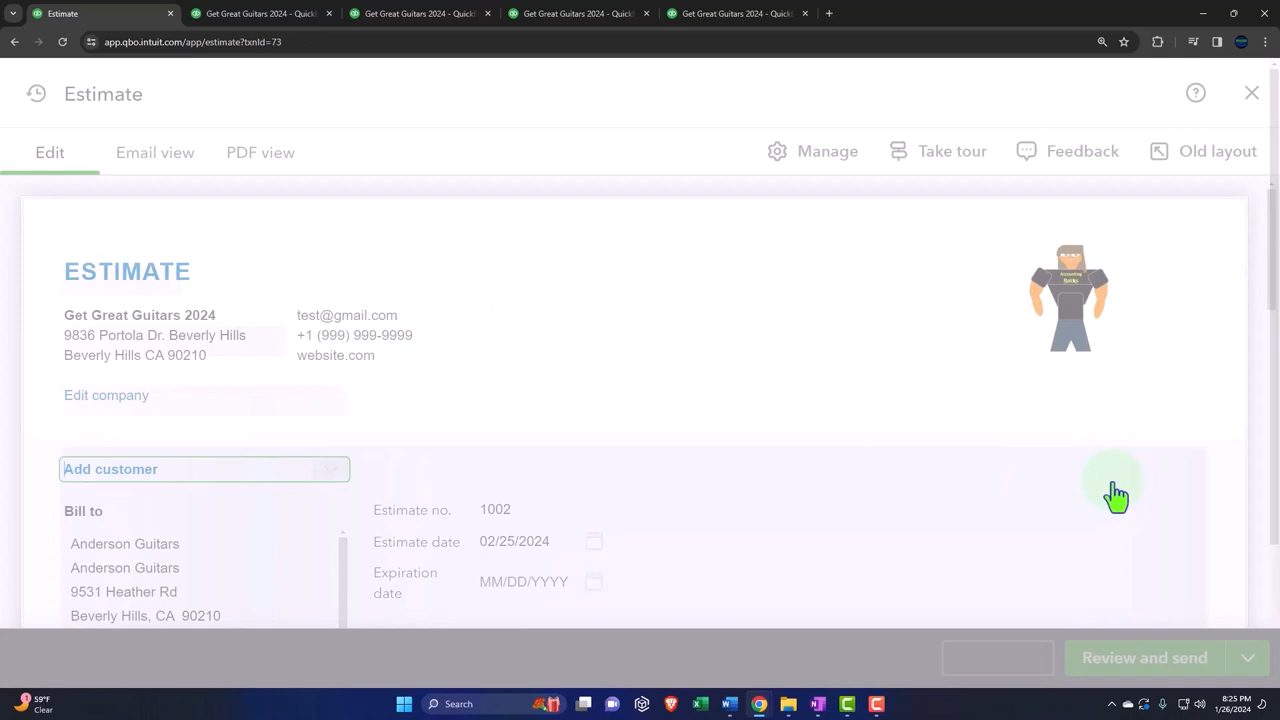 Estimate
Get Great Guitars 2024 - Quick
Get Great Guitars 2024 - Quick
Get Great Guitars 2024 - Quick
Get Great Guitars 2024 - Quick
app.qbo.intuit.com/app/estimate?txnId=73
Estimate
Edit
Email view
PDF view
Manage
Take tour
Feedback
Old layout
ESTIMATE
Get Great Guitars 2024
9836 Portola Dr. Beverly Hills
Beverly Hills CA 90210
test@gmail.com
+1 (999) 999-9999
website.com
Edit company
Accounting
Add customer
Bill to
Anderson Guitars
Anderson Guitars
9531 Heather Rd
Beverly Hills, CA 90210
Estimate no. 1002
Estimate date 02/25/2024
Expiration
date
MM/DD/YYYY
Review and send
59°F
Clear
Search
8:25 PM
1/26/2024